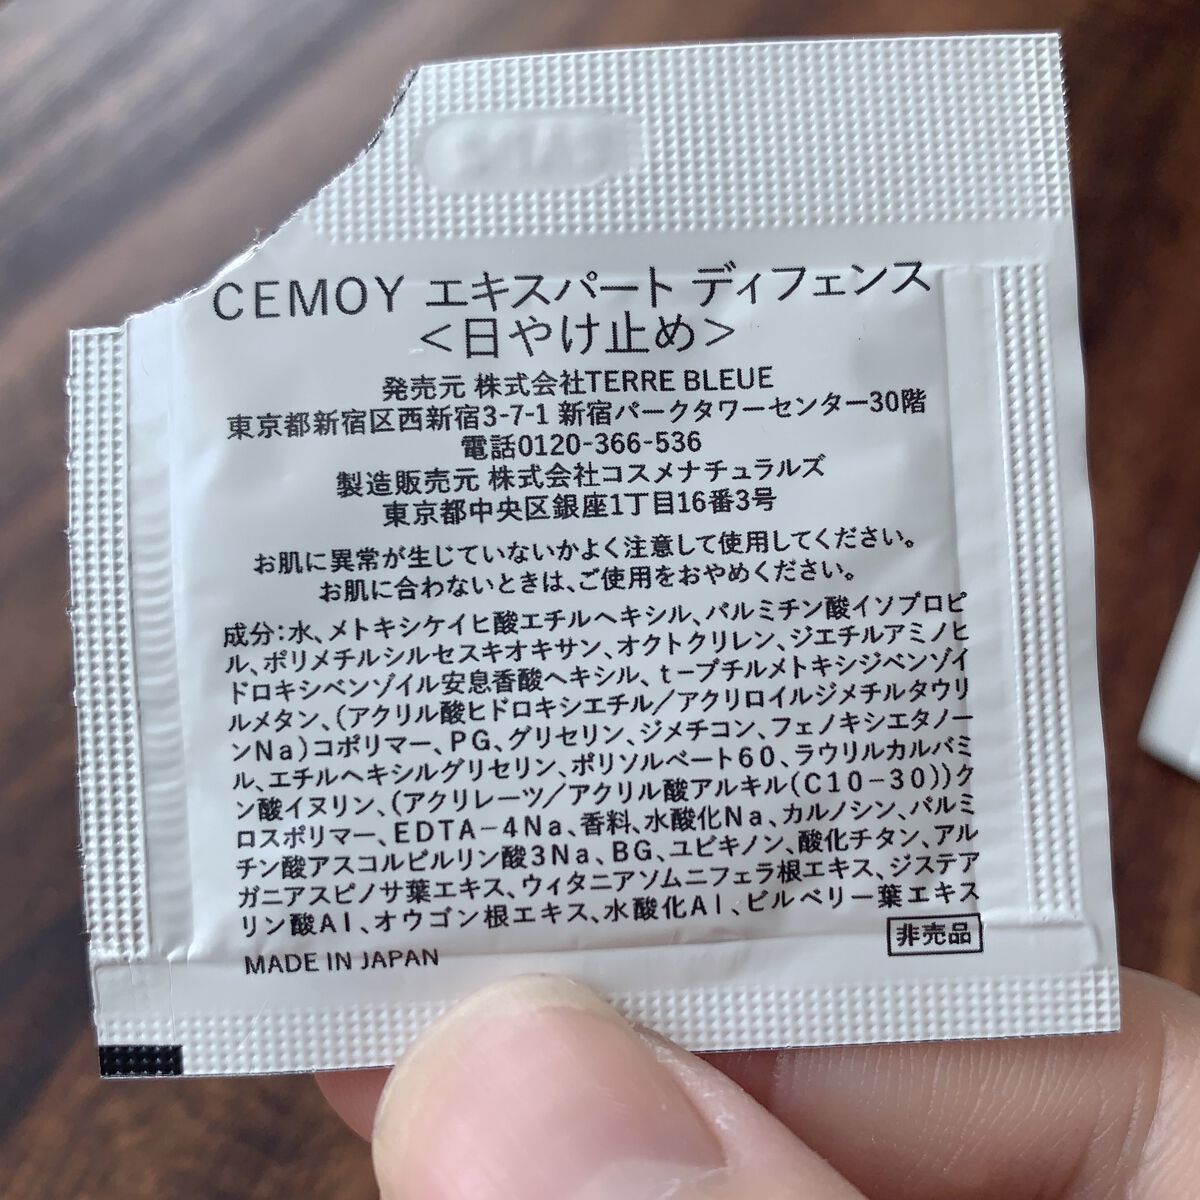 CEMOY エキスパート ディフェンス
<日やけ止め>
発売元 株式会社TERRE BLEUE
東京都新宿区西新宿3-7-1 新宿パークタワーセンター30階
電話0120-366-536
製造販売元 株式会社コスメナチュラルズ
東京都中央区銀座1丁目16番3号
お肌に異常が生じていないかよく注意して使用してください。
お肌に合わないときは、ご使用をおやめください。
成分:水、メトキシケイヒ酸エチルヘキシル、パルミチン酸イソプロピ
ル、ポリメチルシルセスキオキサン、オクトクリレン、ジエチルアミノヒ
ドロキシベンゾイル安息香酸ヘキシル、t-ブチルメトキシジベンゾイ
ルメタン、(アクリル酸ヒドロキシエチル/アクリロイルジメチルタウリ
ンNa)コポリマー、PG、グリセリン、ジメチコン、フェノキシエタノー
ル、エチルヘキシルグリセリン、ポリソルベート60、ラウリルカルバミ
ン酸イヌリン、(アクリレーツ/アクリル酸アルキル(C10-30))ク
ロスポリマー、EDTA-4Na、香料、水酸化Na、カルノシン、パルミ
チン酸アスコルビルリン酸3Na、BG、ユビキノン、酸化チタン、アル
ガニアスピノサ葉エキス、ウィタニアソムニフェラ根エキス、ジステア
リン酸Al、オウゴン根エキス、水酸化Al、ビルベリー葉エキス
MADE IN JAPAN
非売品